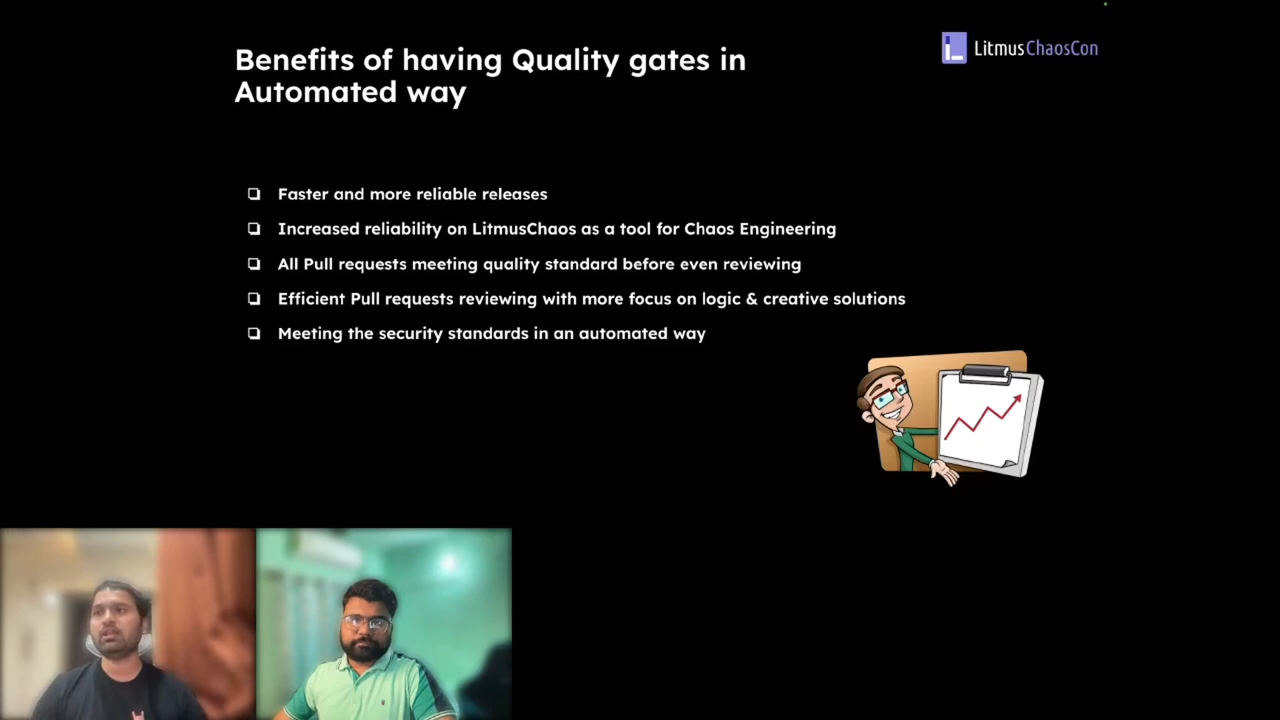 Benefits of having Quality gates in
Automated way
LitmusChaosCon
❏ Faster and more reliable releases
❏ Increased reliability on LitmusChaos as a tool for Chaos Engineering
❏ All Pull requests meeting quality standard before even reviewing
❏ Efficient Pull requests reviewing with more focus on logic & creative solutions
❏ Meeting the security standards in an automated way